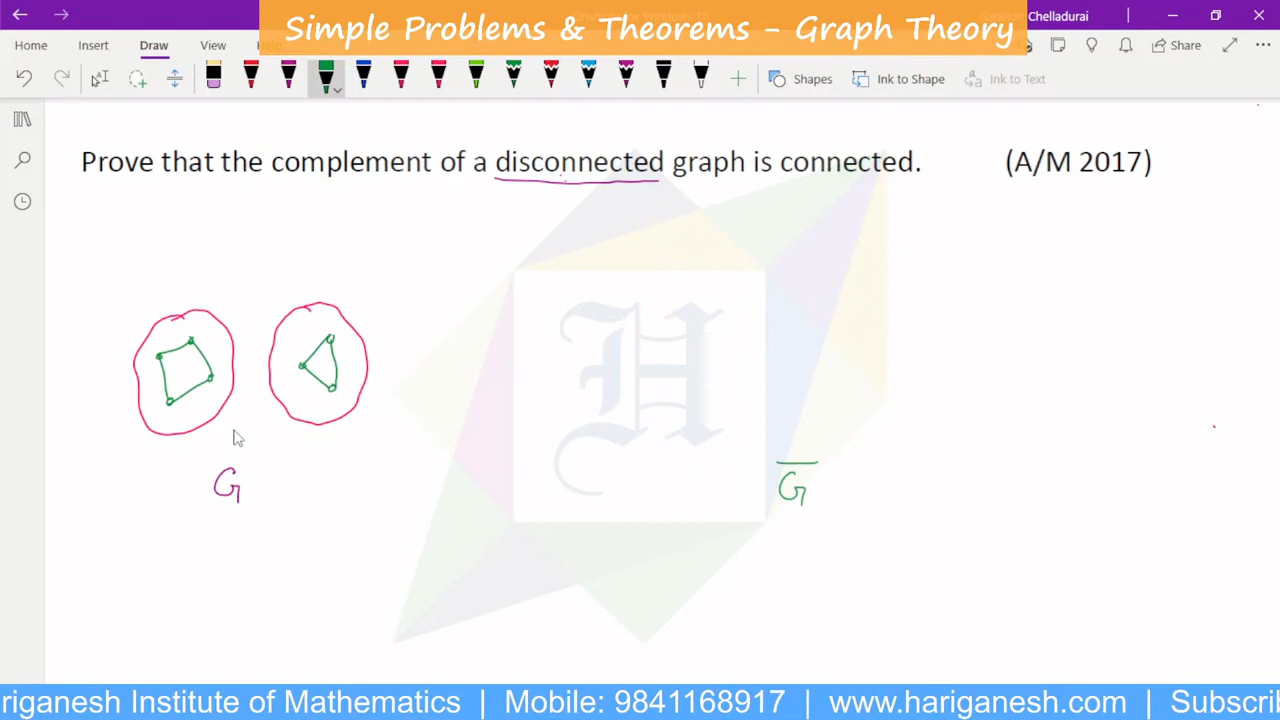 Simple Problems & Theorems - Graph Theory
Chelladurai
Home Insert Draw View
Share
Shapes Ink to Shape Ink to Text
Prove that the complement of a disconnected graph is connected. (A/M 2017)
H
G
G̅
riganesh Institute of Mathematics | Mobile: 9841168917 | www.hariganesh.com | Subscri